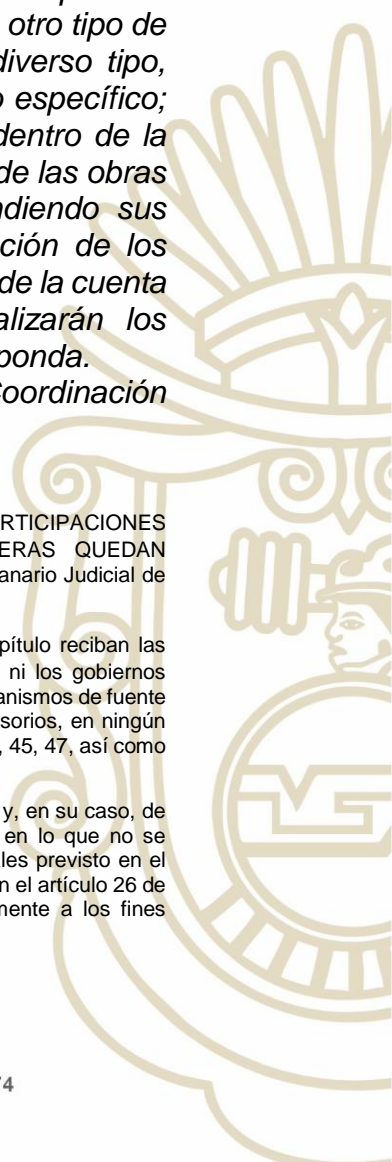 otro tipo de
diverso tipo,
específico;
dentro de la
de las obras
ndiendo sus
ción de los
de la cuenta
alizarán los
ponda.
Coordinación
RTICIPACIONES
ERAS QUEDAN
anario Judicial de
pítulo reciban las
ni los gobiernos
anismos de fuente
sorios, en ningún
, 45, 47, así como
y, en su caso, de
en lo que no se
les previsto en el
n el artículo 26 de
mente a los fines
74